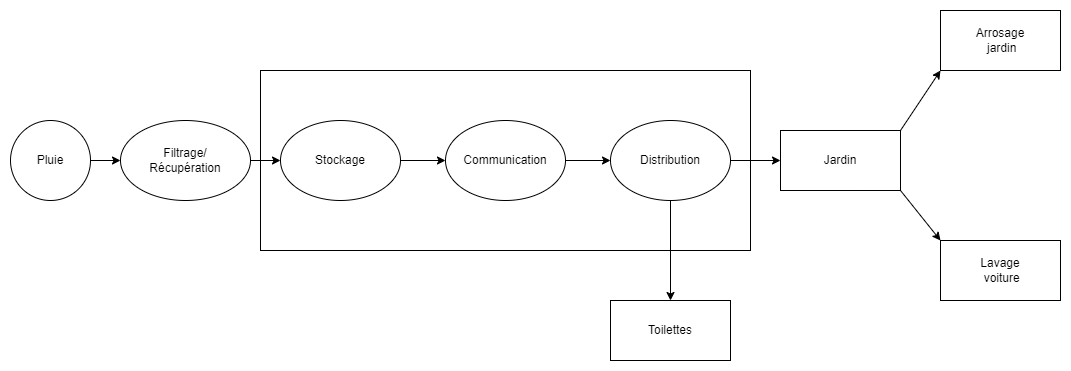 Pluie
Filtrage/
Récupération
Stockage
Communication
Distribution
Jardin
Arrosage
jardin
Lavage
voiture
Toilettes